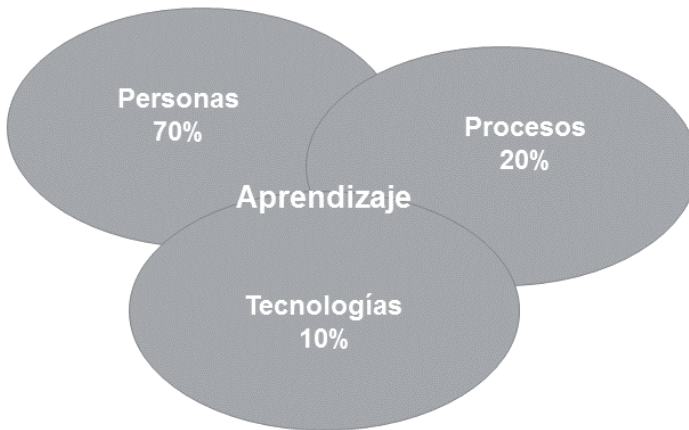 Personas
70%
Procesos
20%
Aprendizaje
Tecnologías
10%